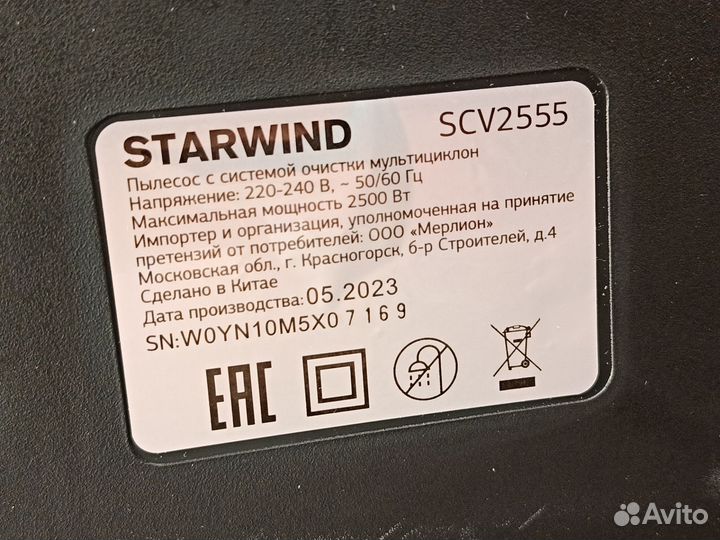 STARWIND SCV2555
Пылесос с системой очистки мультициклон
Напряжение: 220-240 В, ~ 50/60 Гц
Максимальная мощность 2500 Вт
Импортер и организация, уполномоченная на принятие
претензий от потребителей: ООО «Мерлион»
Московская обл., г. Красногорск, б-р Строителей, д.4
Сделано в Китае
Дата производства: 05.2023
SN:W0YN10M5X07169
EAC
Avito